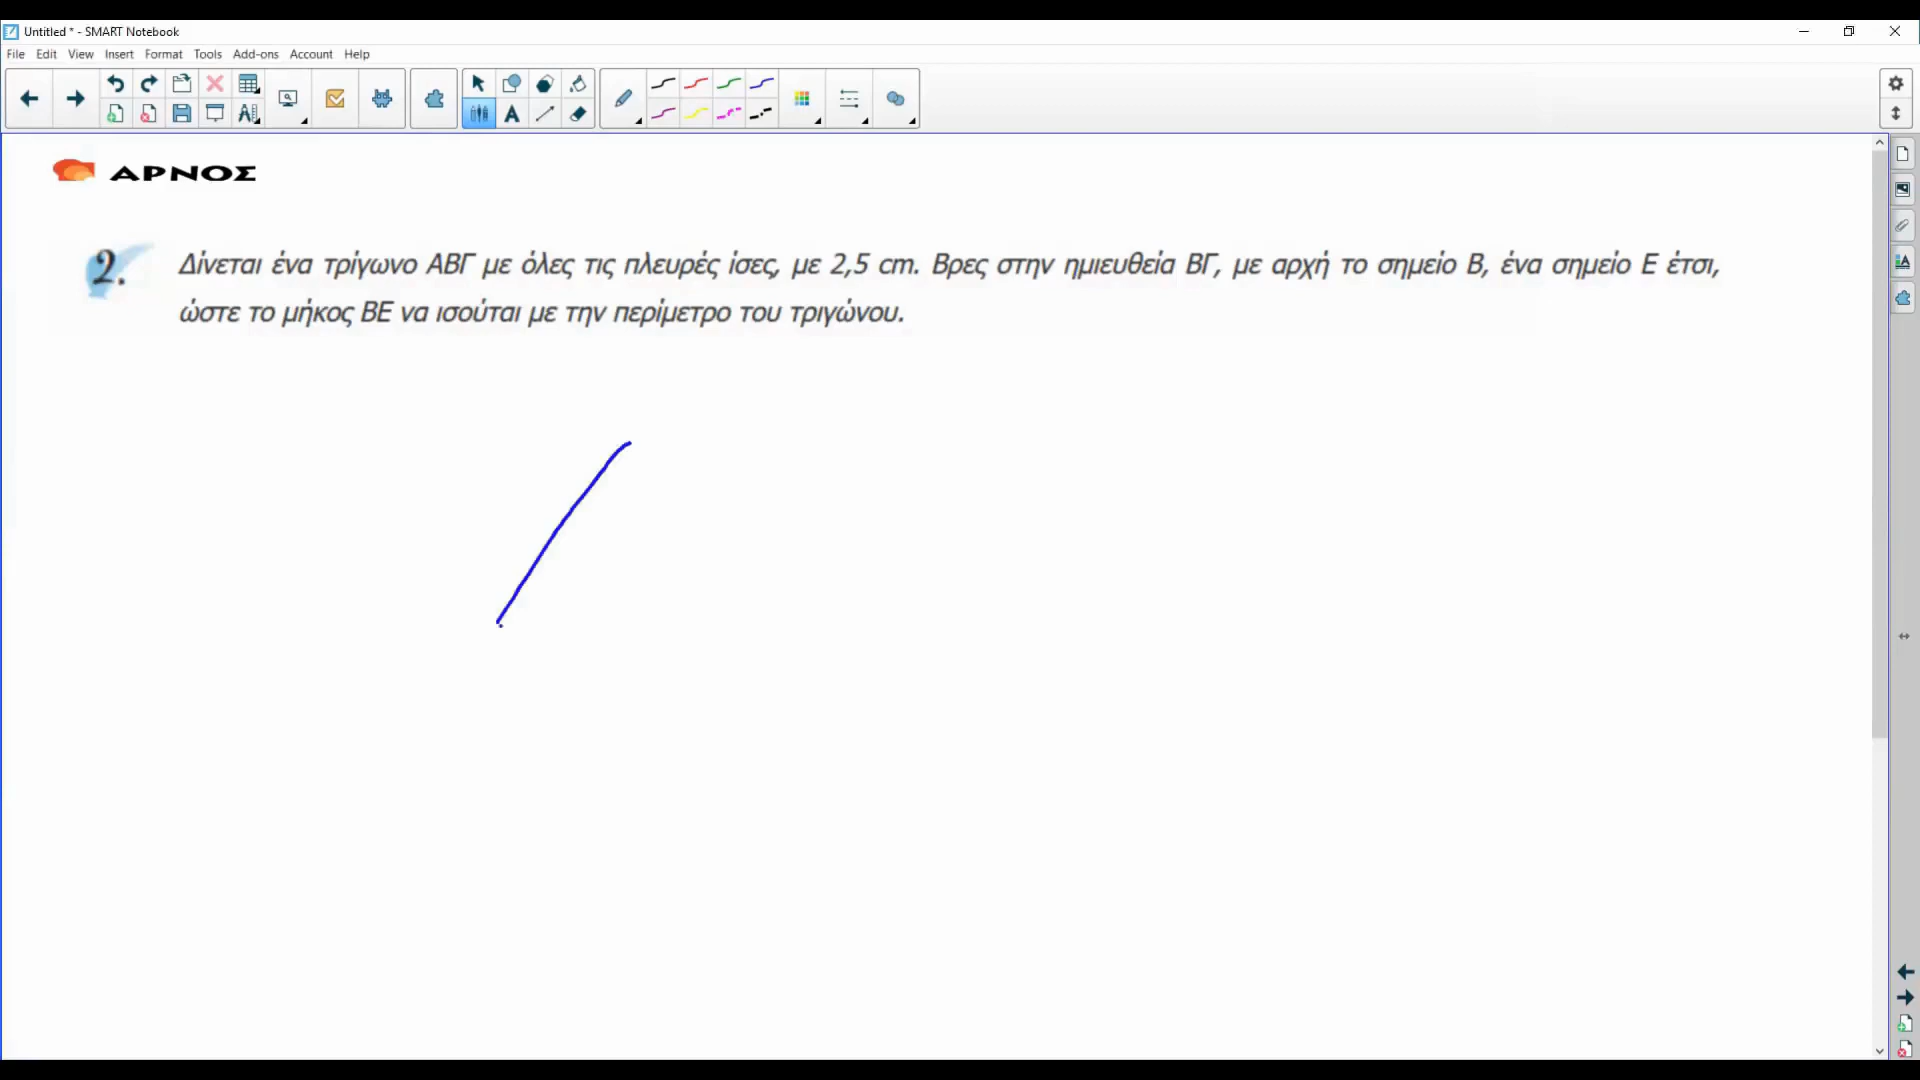 Untitled * - SMART Notebook
File Edit View Insert Format Tools Add-ons Account Help
ΑΡΝΟΣ
2. Δίνεται ένα τρίγωνο ΑΒΓ με όλες τις πλευρές ίσες, με 2,5 cm. Βρες στην ημιευθεία ΒΓ, με αρχή το σημείο Β, ένα σημείο Ε έτσι,
ώστε το μήκος ΒΕ να ισούται με την περίμετρο του τριγώνου.